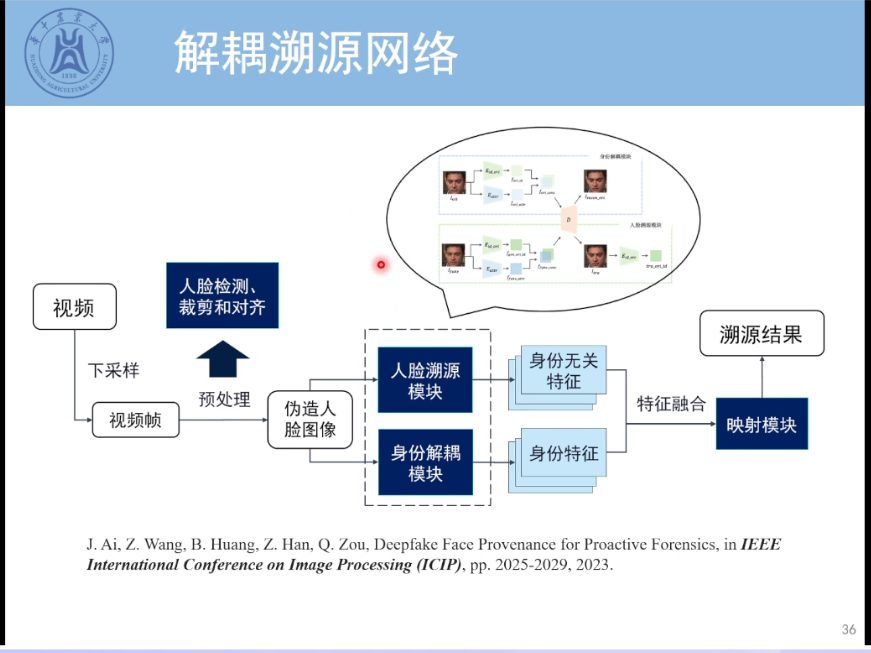 解耦溯源网络
华中农业大学
HUAZHONG AGRICULTURAL UNIVERSITY
1898
身份解耦模块
D
人脸溯源模块
视频
人脸检测、
裁剪和对齐
下采样
预处理
视频帧
伪造人
脸图像
人脸溯源
模块
身份解耦
模块
身份无关
特征
身份特征
特征融合
溯源结果
映射模块
J. Ai, Z. Wang, B. Huang, Z. Han, Q. Zou, Deepfake Face Provenance for Proactive Forensics, in IEEE
International Conference on Image Processing (ICIP), pp. 2025-2029, 2023.
36